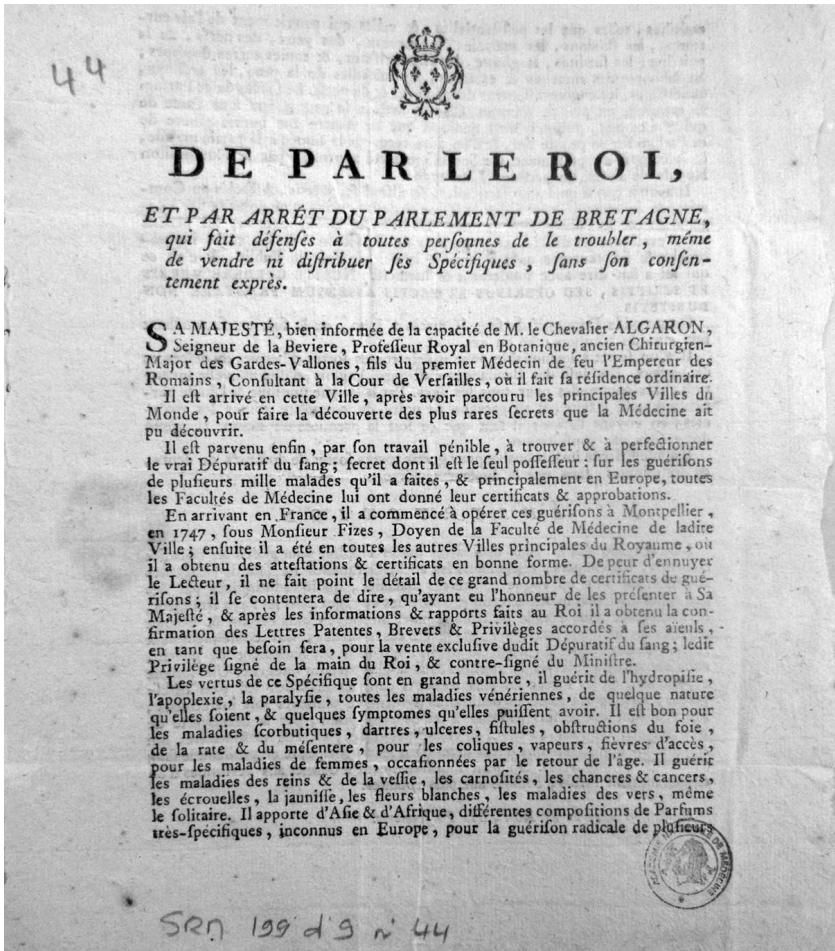 44
DE PAR LE ROI,
ET PAR ARRÊT DU PARLEMENT DE BRETAGNE,
qui fait défenſes à toutes perſonnes de le troubler, même
de vendre ni diſtribuer ſes Spécifiques, ſans ſon conſen-
tement exprès.
SA MAJESTÉ, bien informée de la capacité de M. le Chevalier ALGARON,
Seigneur de la Beviere, Profeſſeur Royal en Botanique, ancien Chirurgien-
Major des Gardes-Vallones, fils du premier Médecin de feu l'Empereur des
Romains, Conſultant à la Cour de Verſailles, où il fait ſa réſidence ordinaire.
Il eſt arrivé en cette Ville, après avoir parcouru les principales Villes du
Monde, pour faire la découverte des plus rares ſecrets que la Médecine ait
pu découvrir.
Il eſt parvenu enfin, par ſon travail pénible, à trouver & à perfectionner
le vrai Dépuratif du ſang; ſecret dont il eſt le ſeul poſſeſſeur: ſur les guériſons
de pluſieurs mille malades qu'il a faites, & principalement en Europe, toutes
les Facultés de Médecine lui ont donné leur certificats & approbations.
En arrivant en France, il a commencé à opérer ces guériſons à Montpellier,
en 1747, ſous Monſieur Fizes, Doyen de la Faculté de Médecine de ladite
Ville; enſuite il a été en toutes les autres Villes principales du Royaume, où
il a obtenu des atteſtations & certificats en bonne forme. De peur d'ennuyer
le Lecteur, il ne fait point le détail de ce grand nombre de certificats de gué-
riſons; il ſe contentera de dire, qu'ayant eu l'honneur de les préſenter à Sa
Majeſté, & après les informations & rapports faits au Roi il a obtenu la con-
firmation des Lettres Patentes, Brevets & Privilèges accordés à ſes aïeuls,
en tant que beſoin ſera, pour la vente excluſive dudit Dépuratif du ſang; ledit
Privilège ſigné de la main du Roi, & contre-ſigné du Miniſtre.
Les vertus de ce Spécifique ſont en grand nombre, il guérit de l'hydropiſie,
l'apoplexie, la paralyſie, toutes les maladies vénériennes, de quelque nature
qu'elles ſoient, & quelques ſymptomes qu'elles puiſſent avoir. Il eſt bon pour
les maladies ſcorbutiques, dartres, ulceres, fiſtules, obſtructions du foie,
de la rate & du méſentere, pour les coliques, vapeurs, fièvres d'accès,
pour les maladies de femmes, occaſionnées par le retour de l'âge. Il guérit
les maladies des reins & de la veſſie, les carnoſités, les chancres & cancers,
les écrouelles, la jauniſſe, les fleurs blanches, les maladies des vers, même
le ſolitaire. Il apporte d'Aſie & d'Afrique, différentes compoſitions de Parfums
très-ſpécifiques, inconnus en Europe, pour la guériſon radicale de pluſieurs
SRM 199 d 9 n° 44